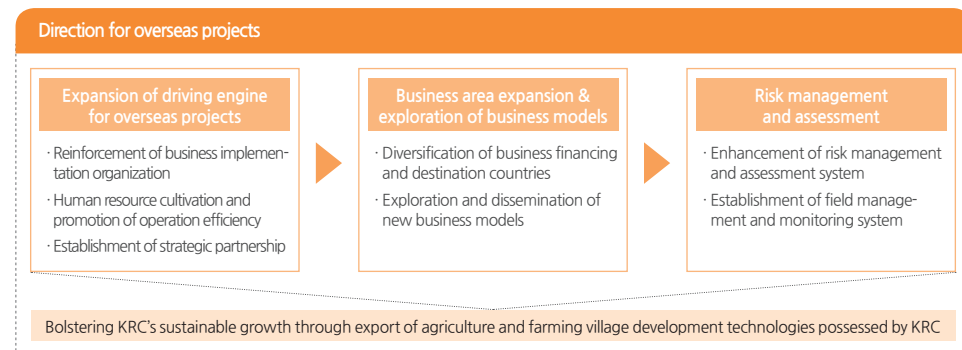 Direction for overseas projects
Expansion of driving engine
for overseas projects
· Reinforcement of business implemen-
tation organization
· Human resource cultivation and
promotion of operation efficiency
· Establishment of strategic partnership
Business area expansion &
exploration of business models
· Diversification of business financing
and destination countries
· Exploration and dissemination of
new business models
Risk management
and assessment
· Enhancement of risk management
and assessment system
· Establishment of field manage-
ment and monitoring system
Bolstering KRC's sustainable growth through export of agriculture and farming village development technologies possessed by KRC